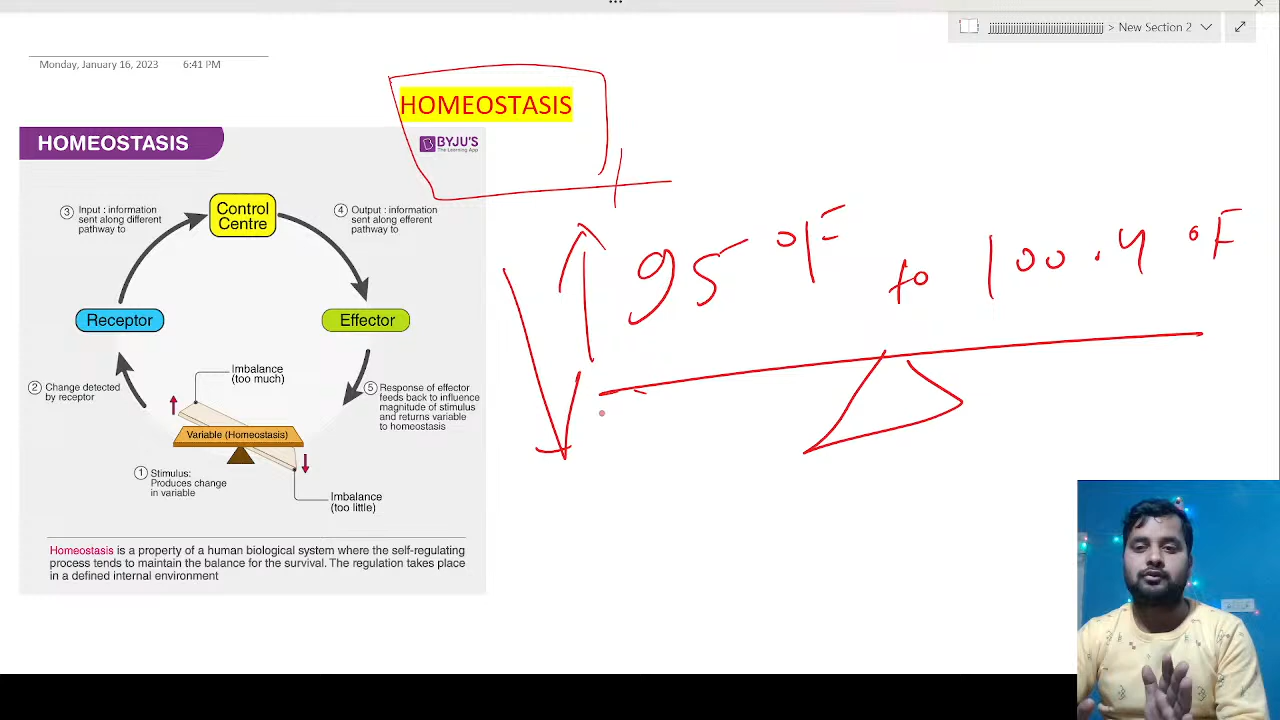 jjjjjjjjjjjjjjjjjjjjjjjjjjjjjjjjjjj > New Section 2
Monday, January 16, 2023 6:41 PM
HOMEOSTASIS
HOMEOSTASIS
BYJU'S
The Learning App
Control
Centre
3 Input : information
sent along different
pathway to
4 Output : information
sent along efferent
pathway to
Receptor
Effector
2 Change detected
by receptor
Imbalance
(too much)
5 Response of effector
feeds back to influence
magnitude of stimulus
and returns variable
to homeostasis
Variable (Homeostasis)
1 Stimulus:
Produces change
in variable
Imbalance
(too little)
Homeostasis is a property of a human biological system where the self-regulating
process tends to maintain the balance for the survival. The regulation takes place
in a defined internal environment
95 °F to 100.4 °F